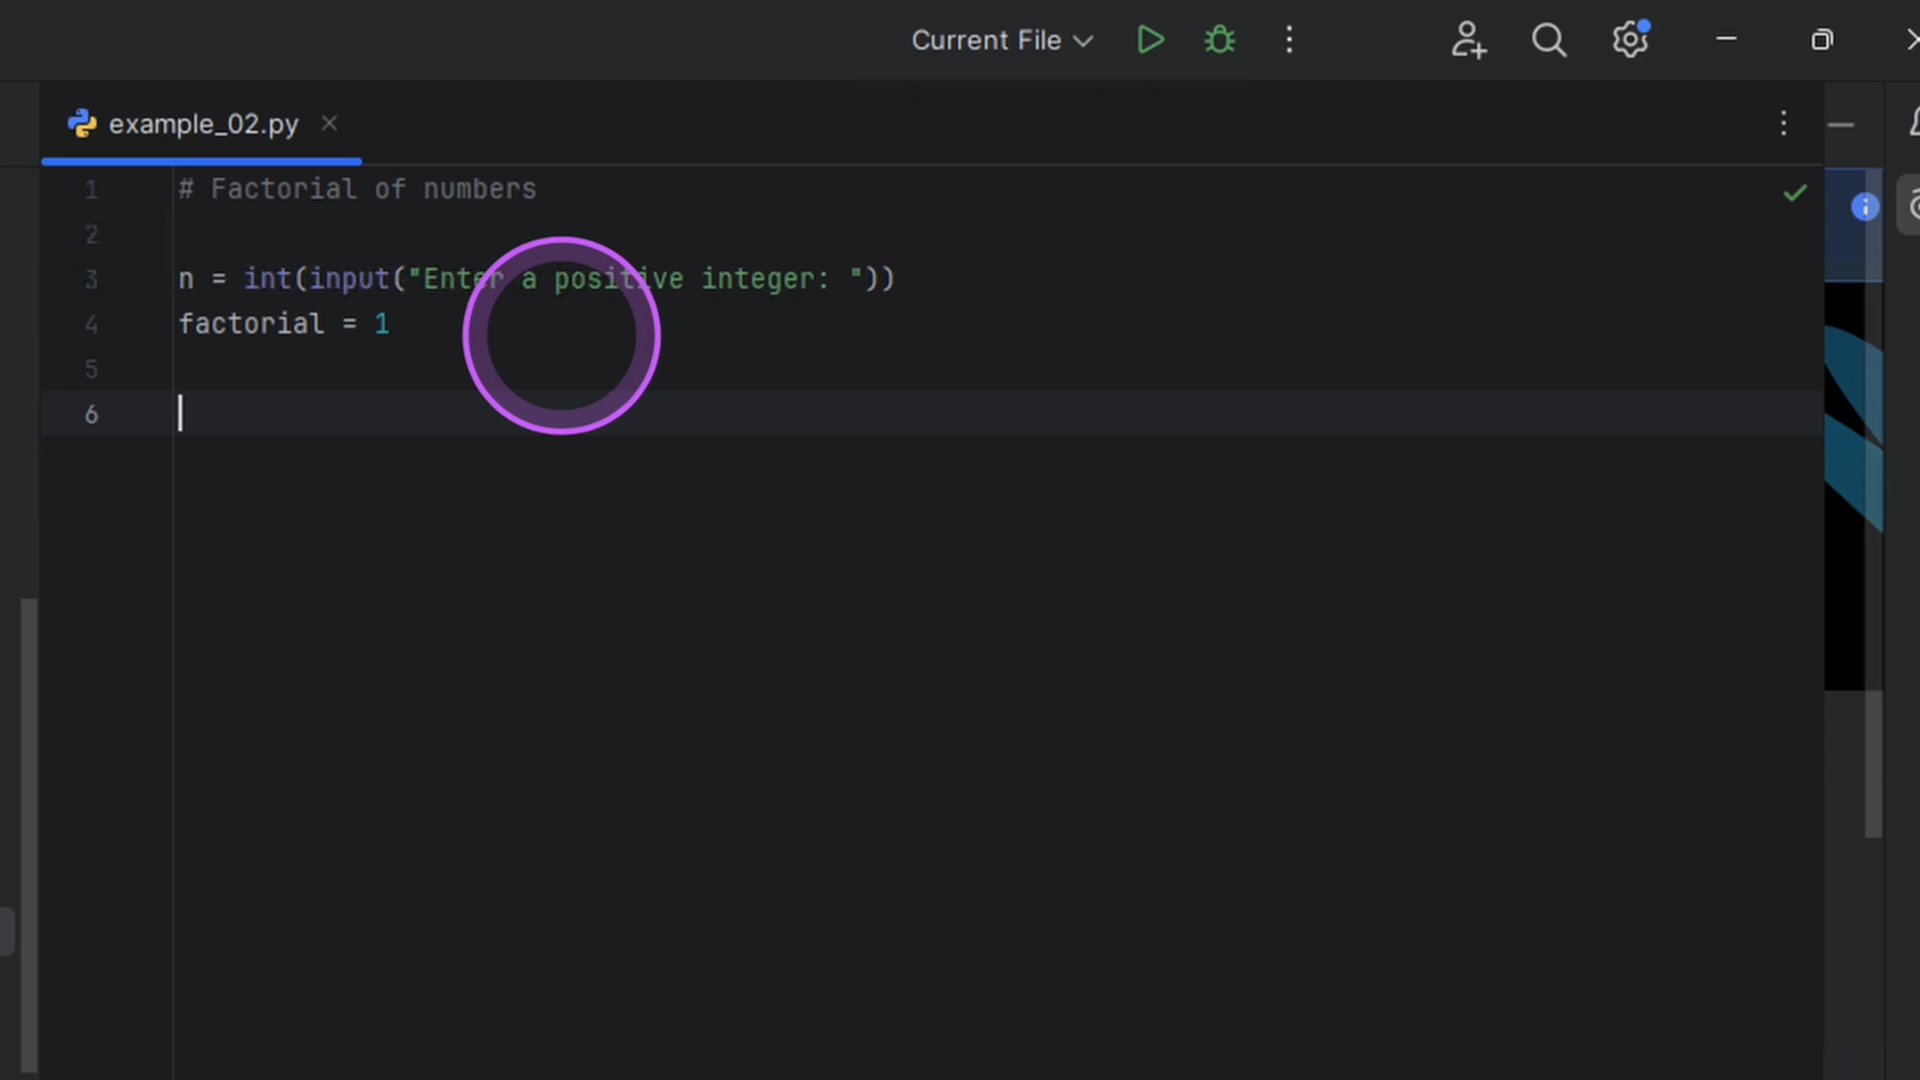 Current File
example_02.py
1 # Factorial of numbers
2
3 n = int(input("Enter a positive integer: "))
4 factorial = 1
5
6